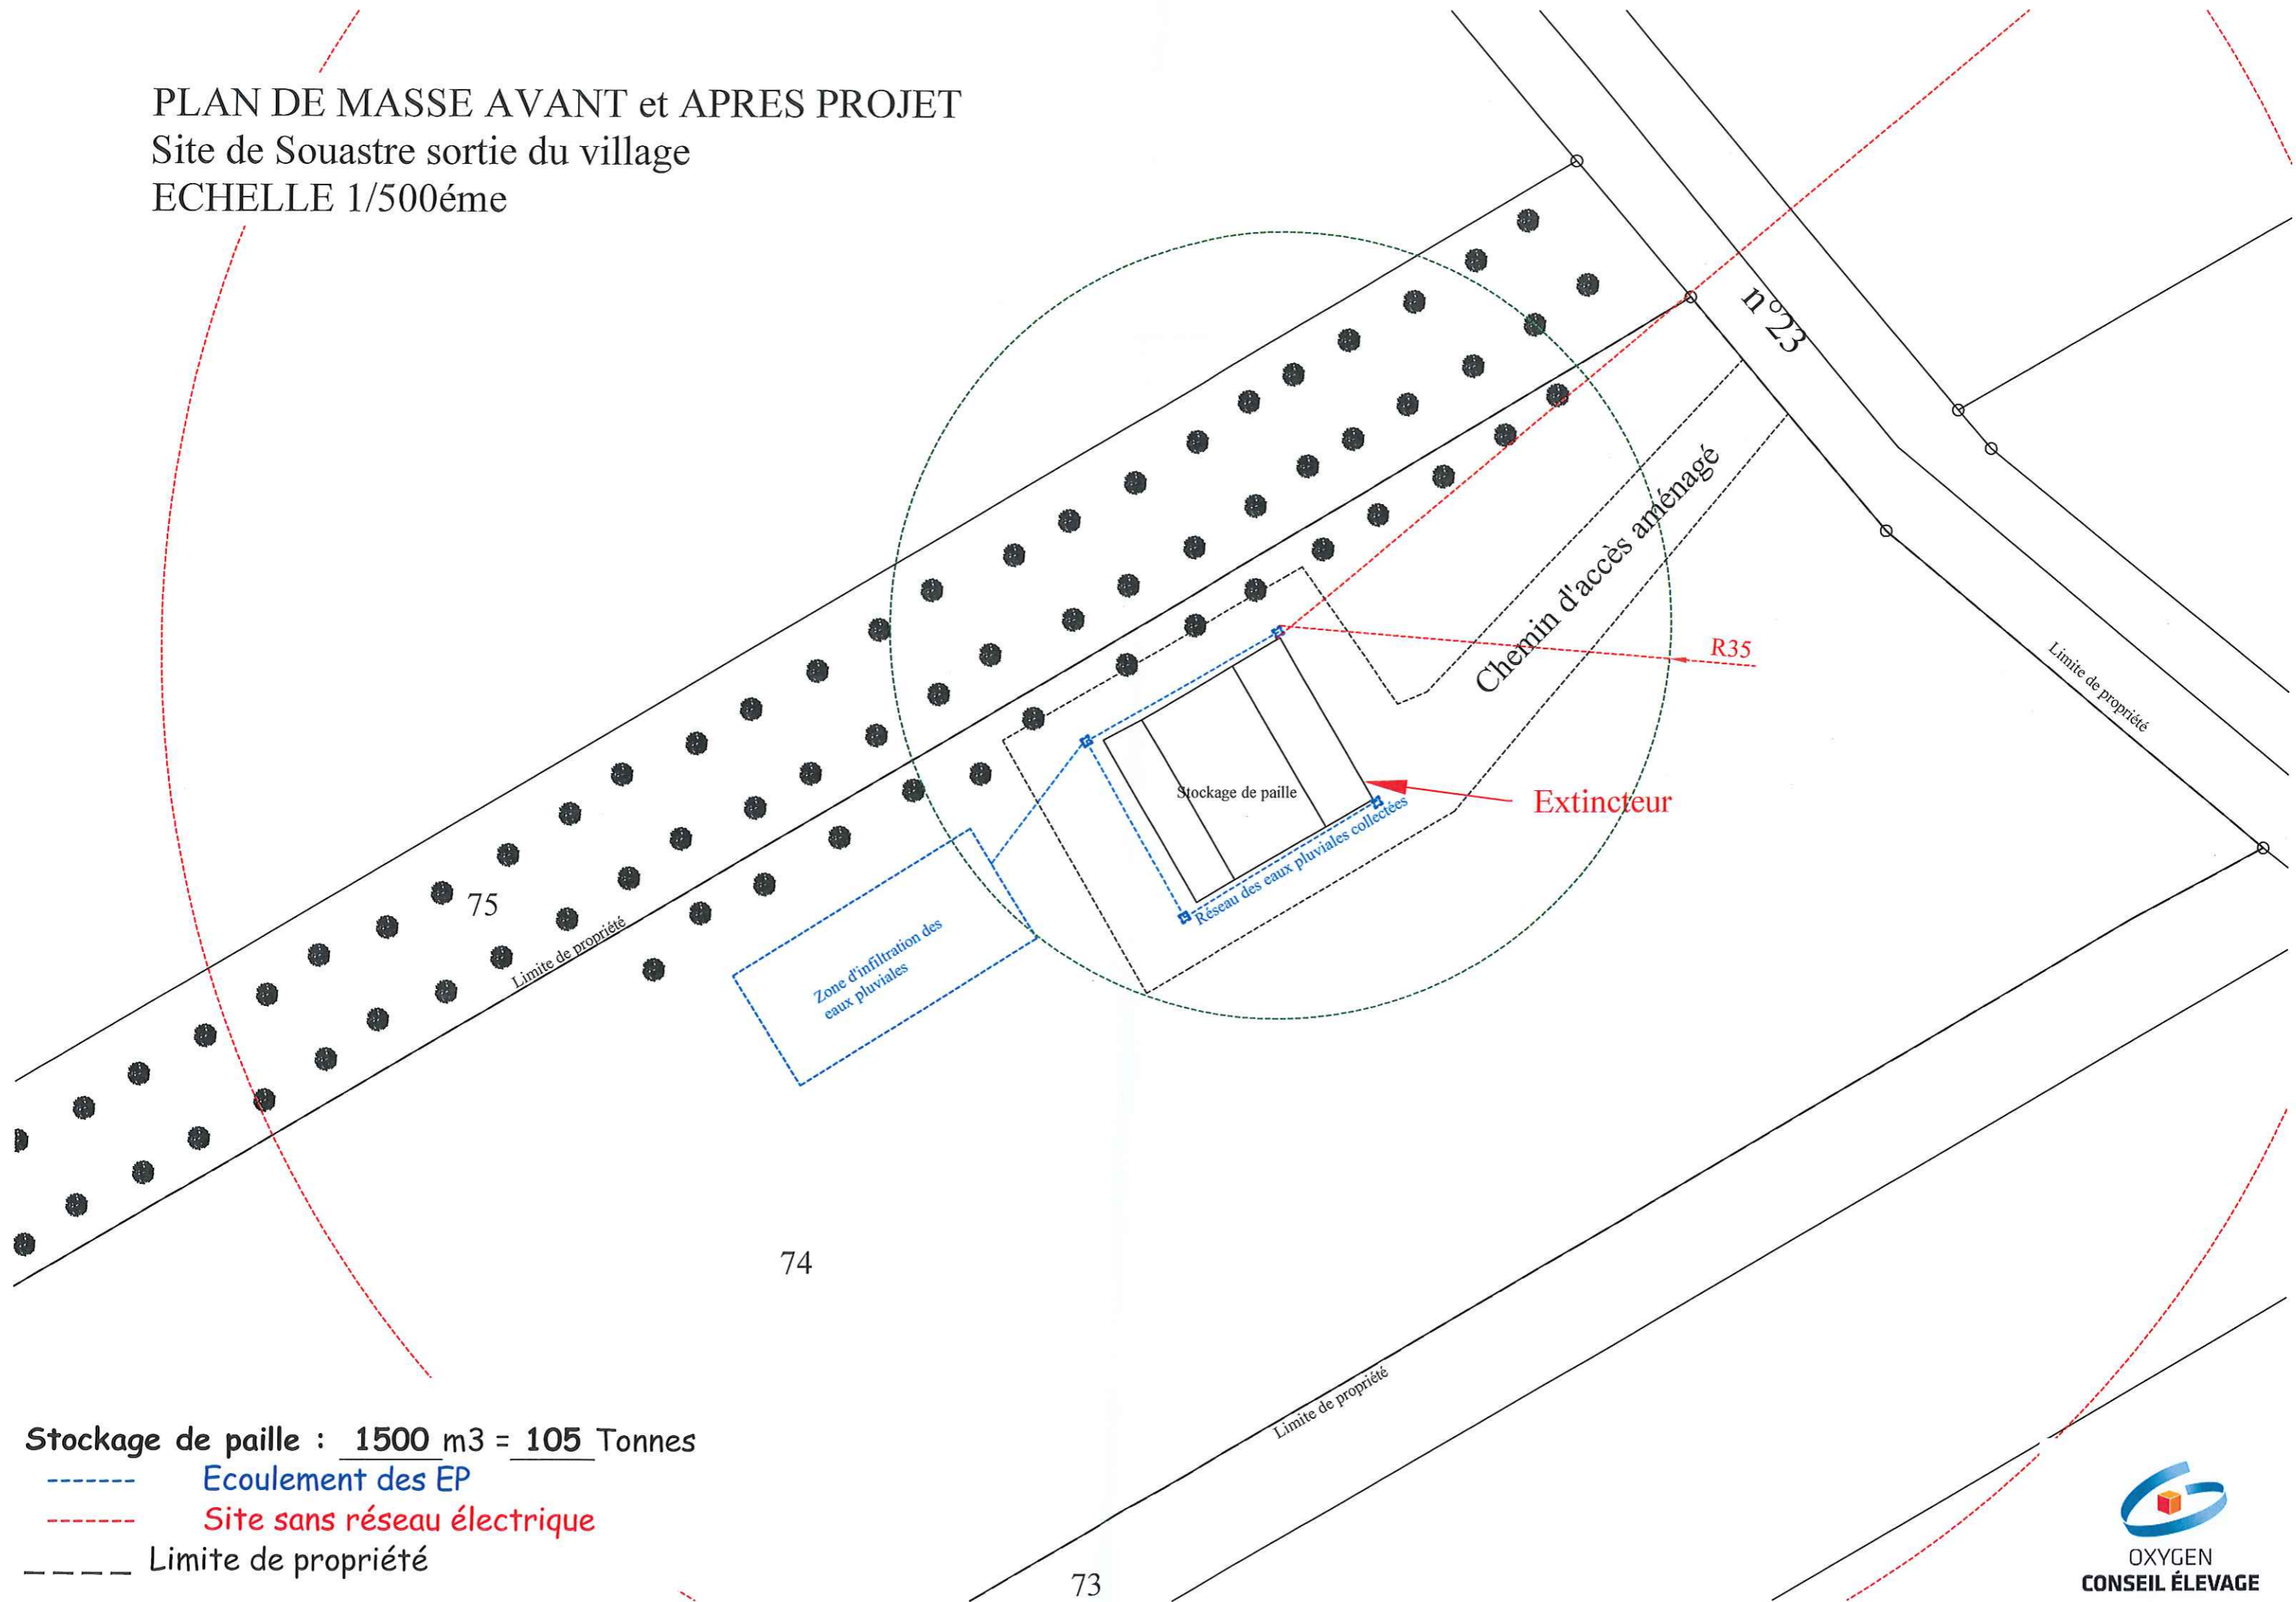 PLAN DE MASSE AVANT et APRES PROJET
Site de Souastre sortie du village
ECHELLE 1/500éme
n°23
Chemin d'accès aménagé
Limite de propriété
R35
Stockage de paille
Extincteur
Réseau des eaux pluviales collectées
75
Limite de propriété
Zone d'infiltration des
eaux pluviales
74
Limite de propriété
73
Stockage de paille : 1500 m3 = 105 Tonnes
Ecoulement des EP
Site sans réseau électrique
Limite de propriété
OXYGEN
CONSEIL ÉLEVAGE